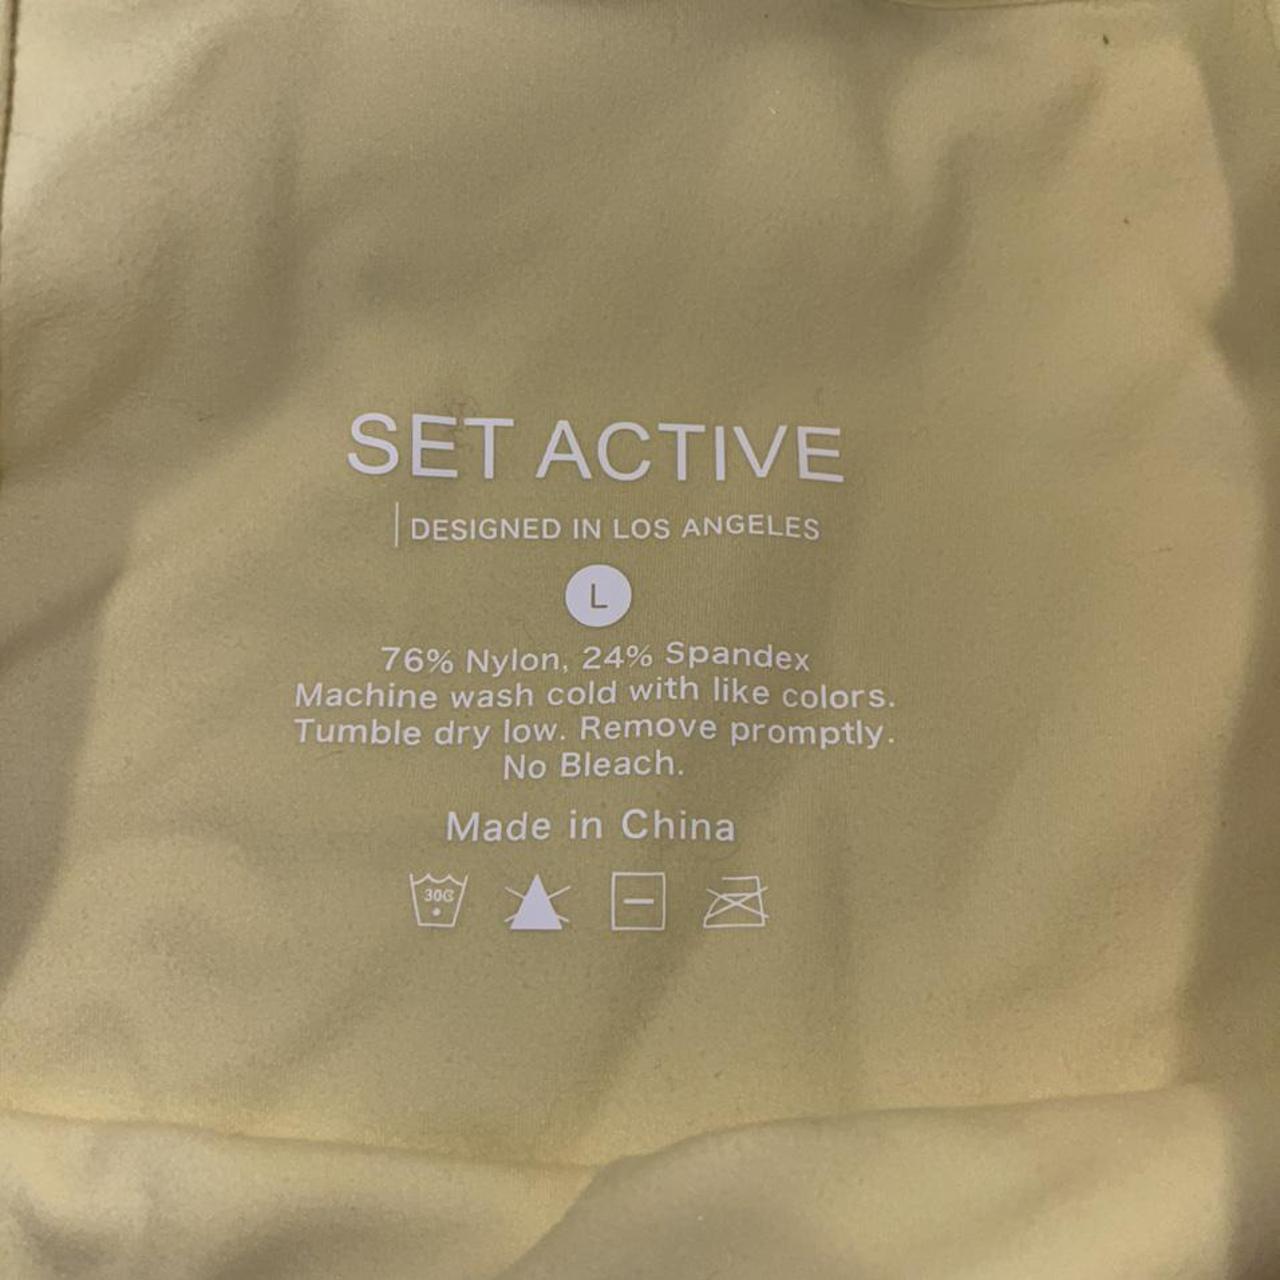 SET ACTIVE
DESIGNED IN LOS ANGELES
L
76% Nylon, 24% Spandex
Machine wash cold with like colors.
Tumble dry low. Remove promptly.
No Bleach.
Made in China
30C